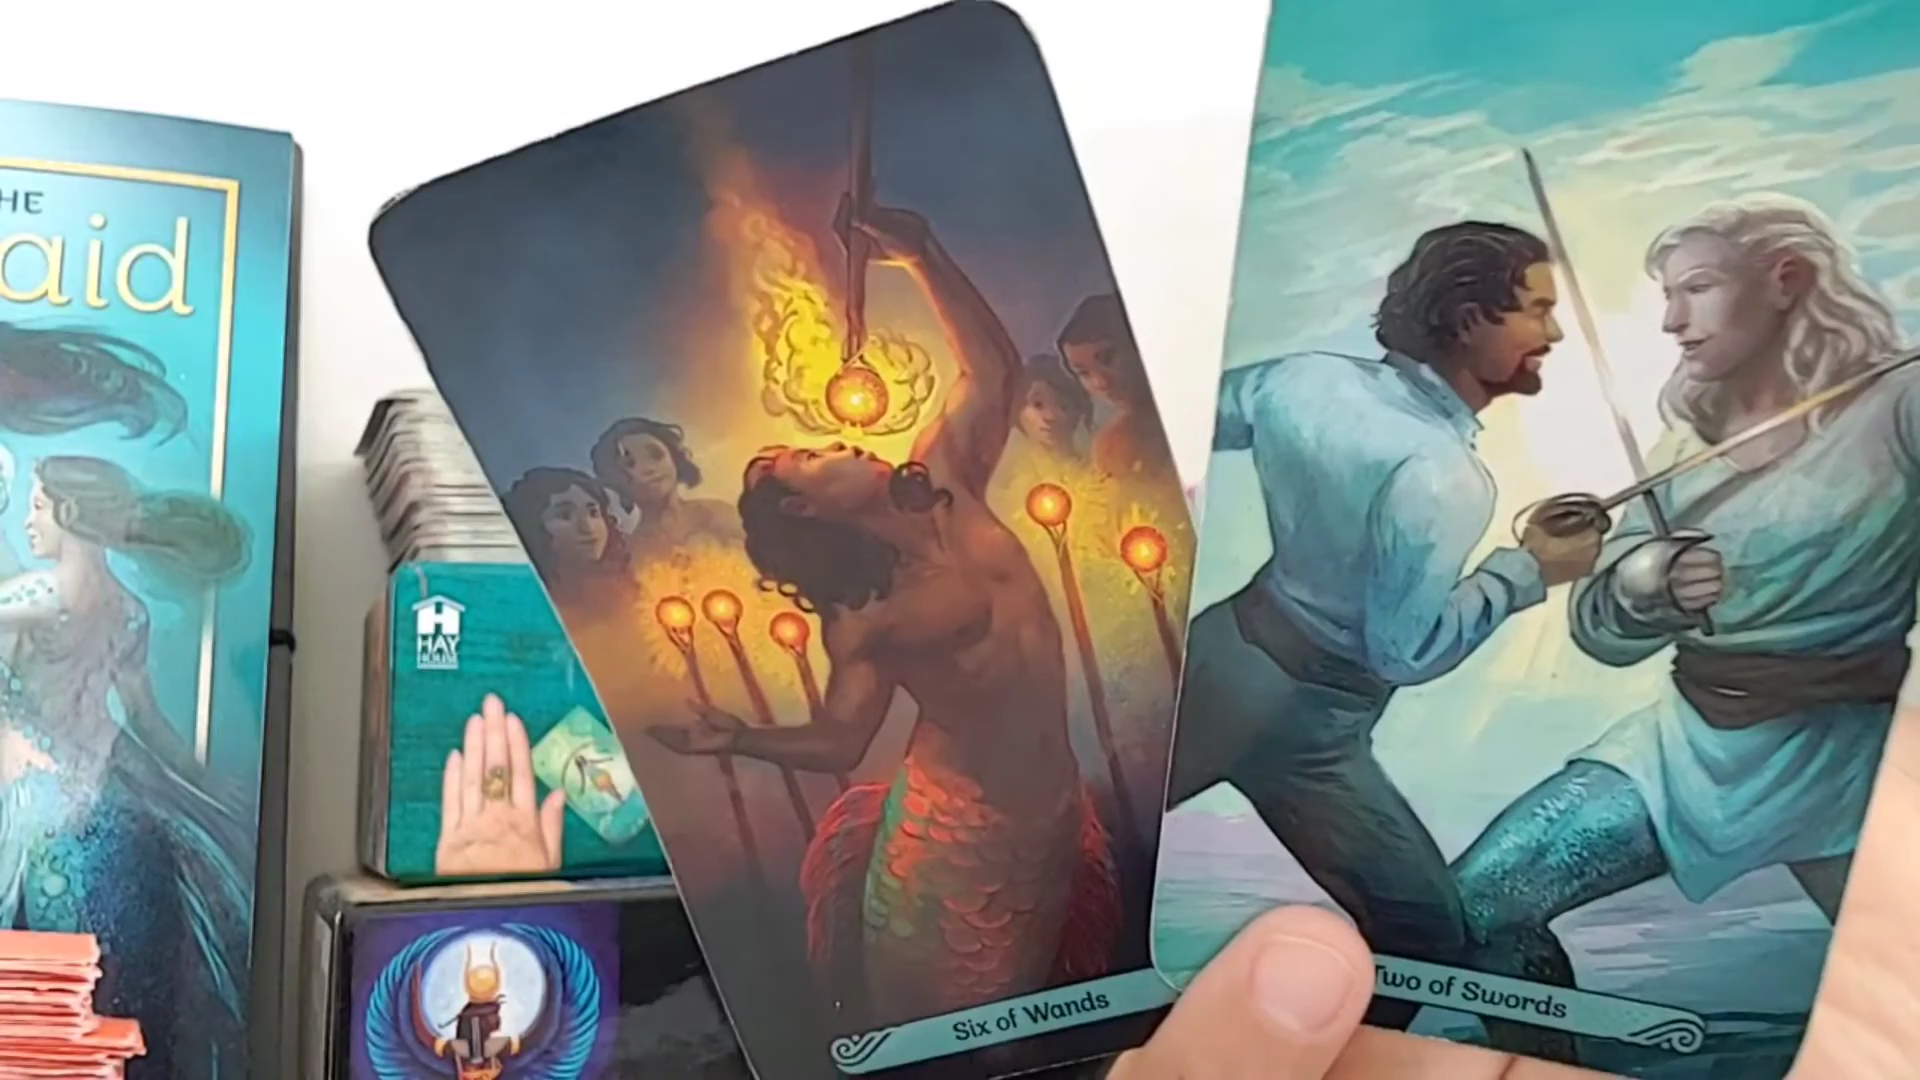 HE
aid
HAY
HOUSE
Six of Wands
Two of Swords